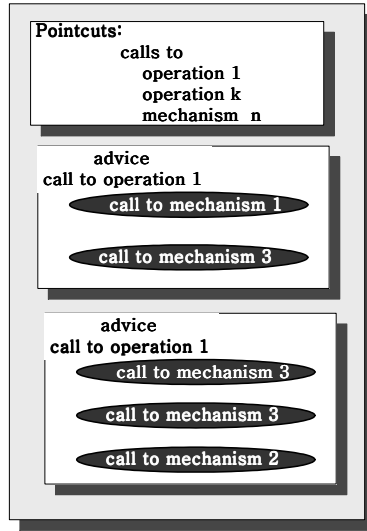 Pointcuts:
calls to
operation 1
operation k
mechanism n
advice
call to operation 1
call to mechanism 1
call to mechanism 3
advice
call to operation 1
call to mechanism 3
call to mechanism 3
call to mechanism 2